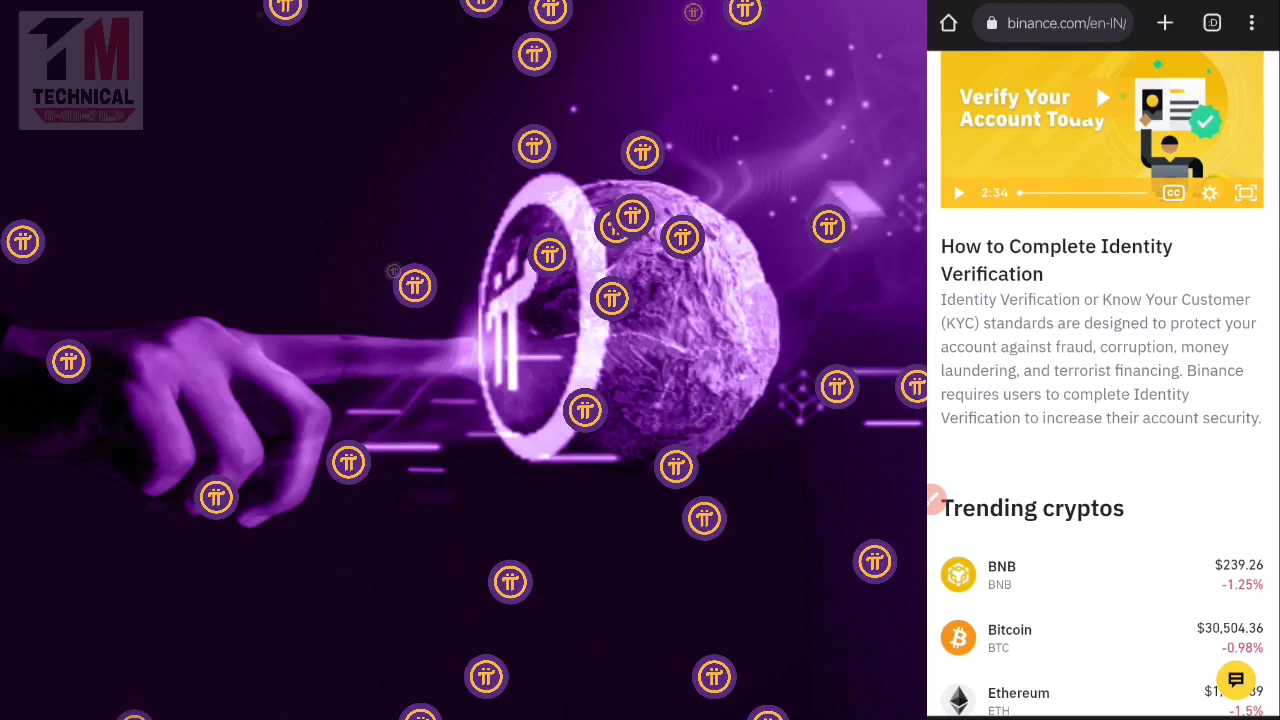 TM
TECHNICAL
binance.com/en-IN/
:D
Verify Your
Account Today
2:34
CC
How to Complete Identity
Verification
Identity Verification or Know Your Customer
(KYC) standards are designed to protect your
account against fraud, corruption, money
laundering, and terrorist financing. Binance
requires users to complete Identity
Verification to increase their account security.
Trending cryptos
BNB
$239.26
BNB
-1.25%
Bitcoin
$30,504.36
BTC
-0.98%
Ethereum
ETH
-1.5%